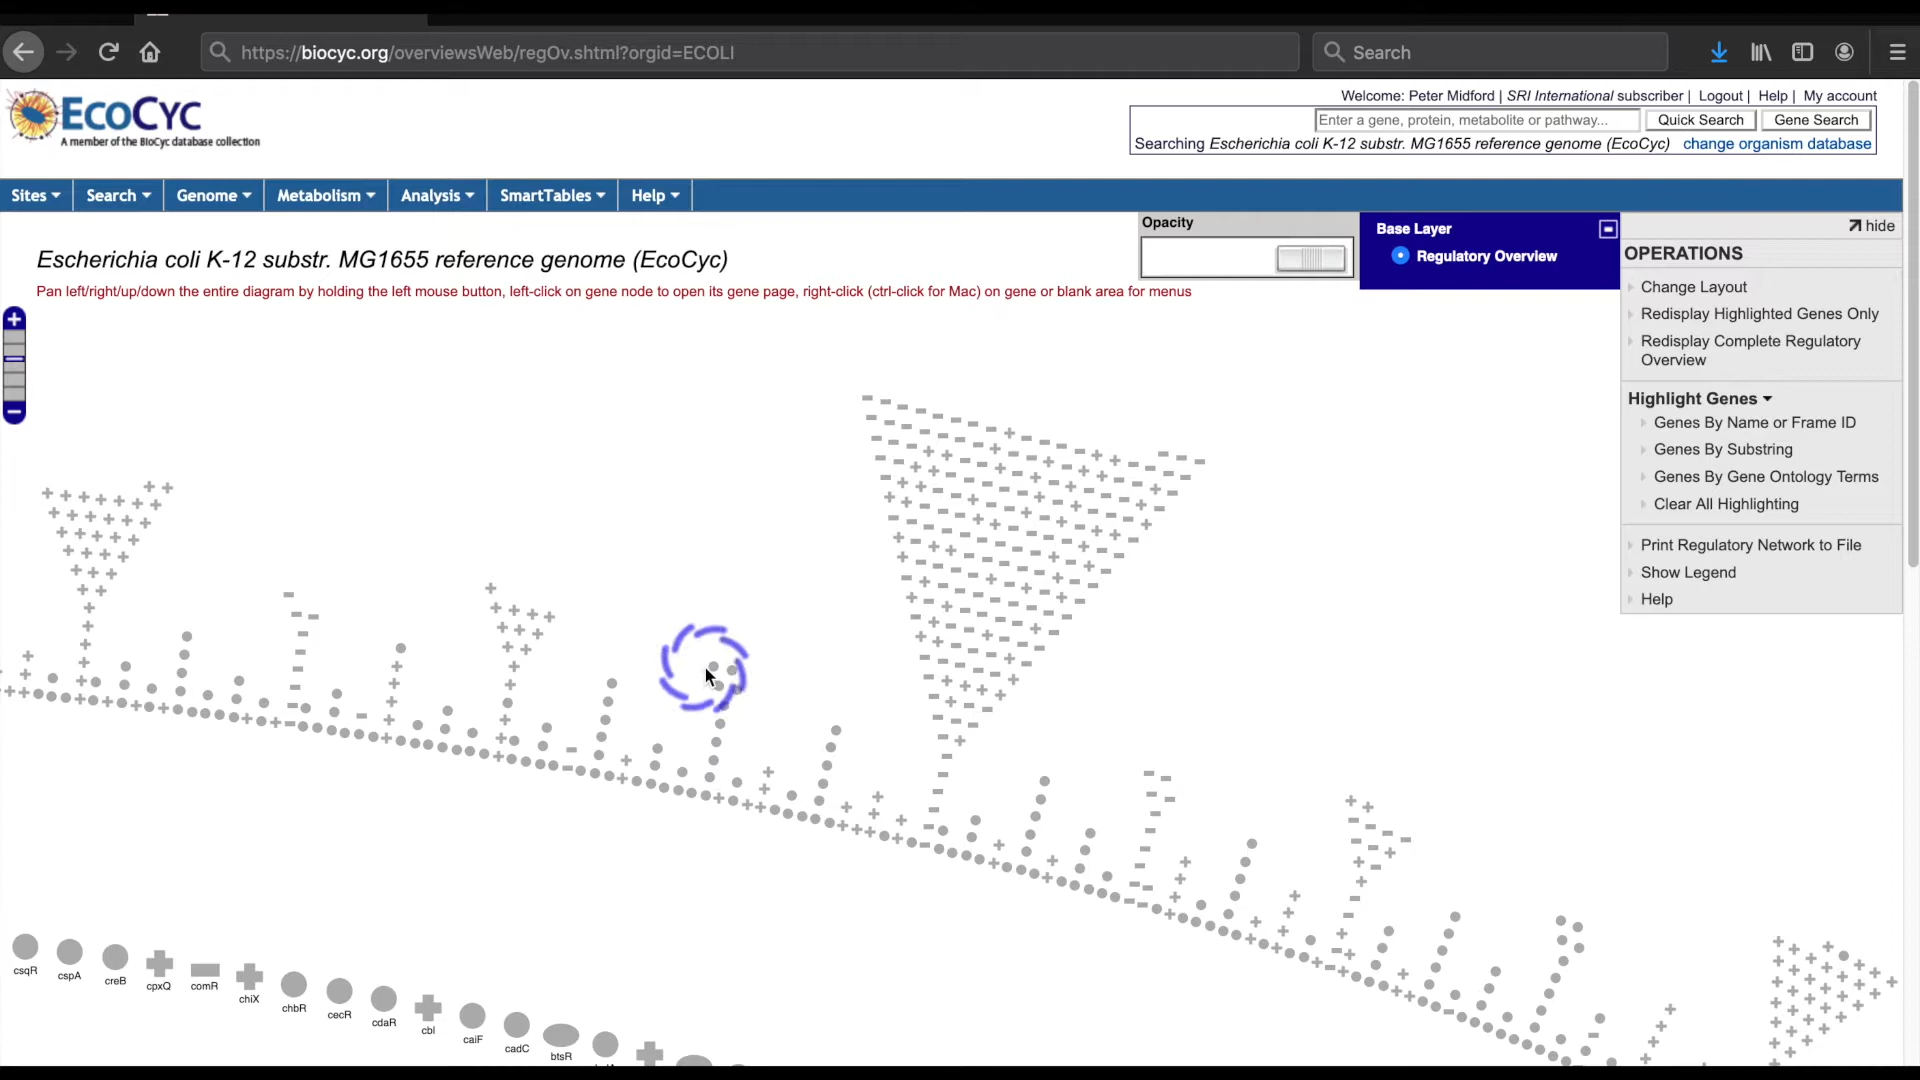 https://biocyc.org/overviewsWeb/regOv.shtml?orgid=ECOLI
Search
EcoCyc
A member of the BioCyc database collection
Welcome: Peter Midford | SRI International subscriber | Logout | Help | My account
Enter a gene, protein, metabolite or pathway...
Quick Search
Gene Search
Searching Escherichia coli K-12 substr. MG1655 reference genome (EcoCyc) change organism database
Sites
Search
Genome
Metabolism
Analysis
SmartTables
Help
Escherichia coli K-12 substr. MG1655 reference genome (EcoCyc)
Pan left/right/up/down the entire diagram by holding the left mouse button, left-click on gene node to open its gene page, right-click (ctrl-click for Mac) on gene or blank area for menus
Opacity
Base Layer
Regulatory Overview
hide
OPERATIONS
Change Layout
Redisplay Highlighted Genes Only
Redisplay Complete Regulatory
Overview
Highlight Genes
Genes By Name or Frame ID
Genes By Substring
Genes By Gene Ontology Terms
Clear All Highlighting
Print Regulatory Network to File
Show Legend
Help
csqR
cspA
creB
cpxQ
comR
chiX
chbR
cecR
cdaR
cbl
caiF
cadC
btsR